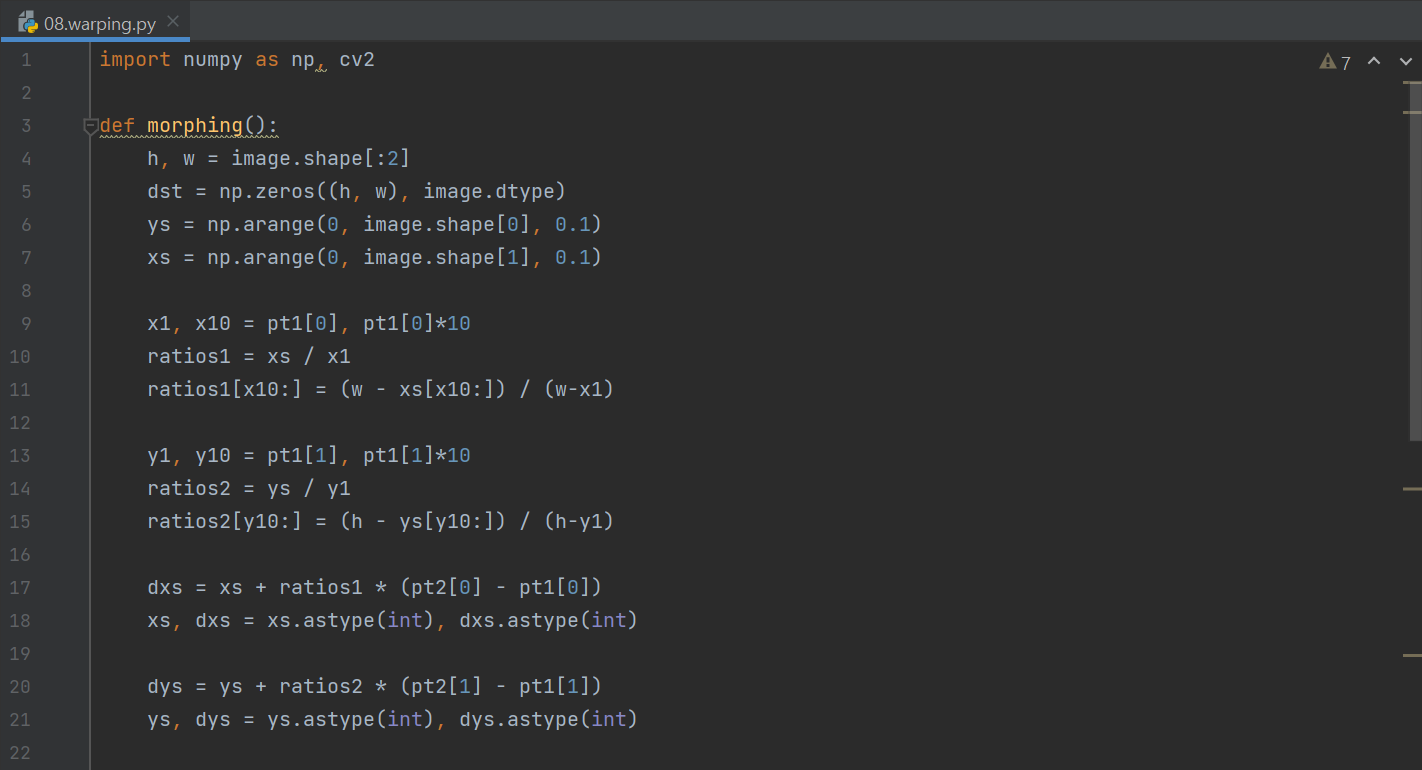 08.warping.py
7
1 import numpy as np, cv2
2
3 def morphing():
4 h, w = image.shape[:2]
5 dst = np.zeros((h, w), image.dtype)
6 ys = np.arange(0, image.shape[0], 0.1)
7 xs = np.arange(0, image.shape[1], 0.1)
8
9 x1, x10 = pt1[0], pt1[0]*10
10 ratios1 = xs / x1
11 ratios1[x10:] = (w - xs[x10:]) / (w-x1)
12
13 y1, y10 = pt1[1], pt1[1]*10
14 ratios2 = ys / y1
15 ratios2[y10:] = (h - ys[y10:]) / (h-y1)
16
17 dxs = xs + ratios1 * (pt2[0] - pt1[0])
18 xs, dxs = xs.astype(int), dxs.astype(int)
19
20 dys = ys + ratios2 * (pt2[1] - pt1[1])
21 ys, dys = ys.astype(int), dys.astype(int)
22